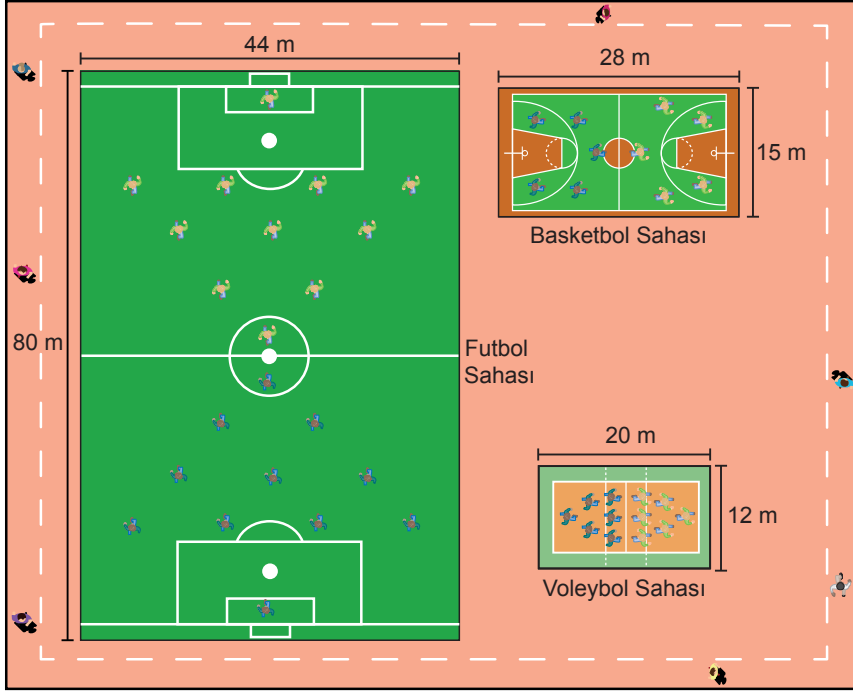 44 m
28 m
15 m
Basketbol Sahası
80 m
Futbol
Sahası
20 m
12 m
Voleybol Sahası